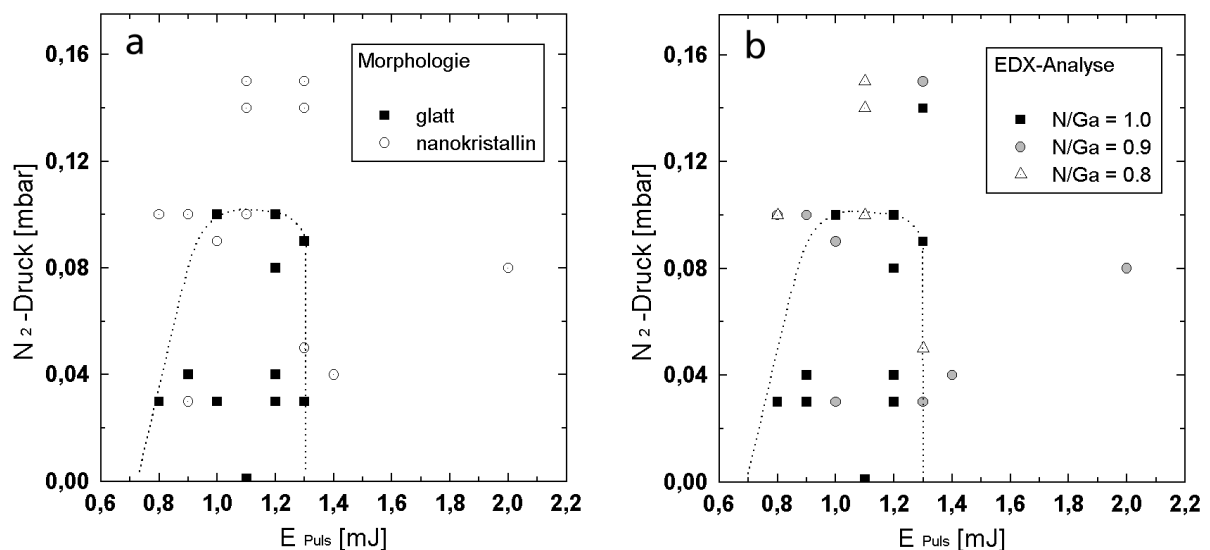 a
Morphologie
glatt
nanokristallin
0,16
0,12
0,08
0,04
0,00
N 2 -Druck [mbar]
0,6 0,8 1,0 1,2 1,4 1,6 1,8 2,0 2,2
E Puls [mJ]
b
EDX-Analyse
N/Ga = 1.0
N/Ga = 0.9
N/Ga = 0.8
0,16
0,12
0,08
0,04
0,00
N 2 -Druck [mbar]
0,6 0,8 1,0 1,2 1,4 1,6 1,8 2,0 2,2
E Puls [mJ]